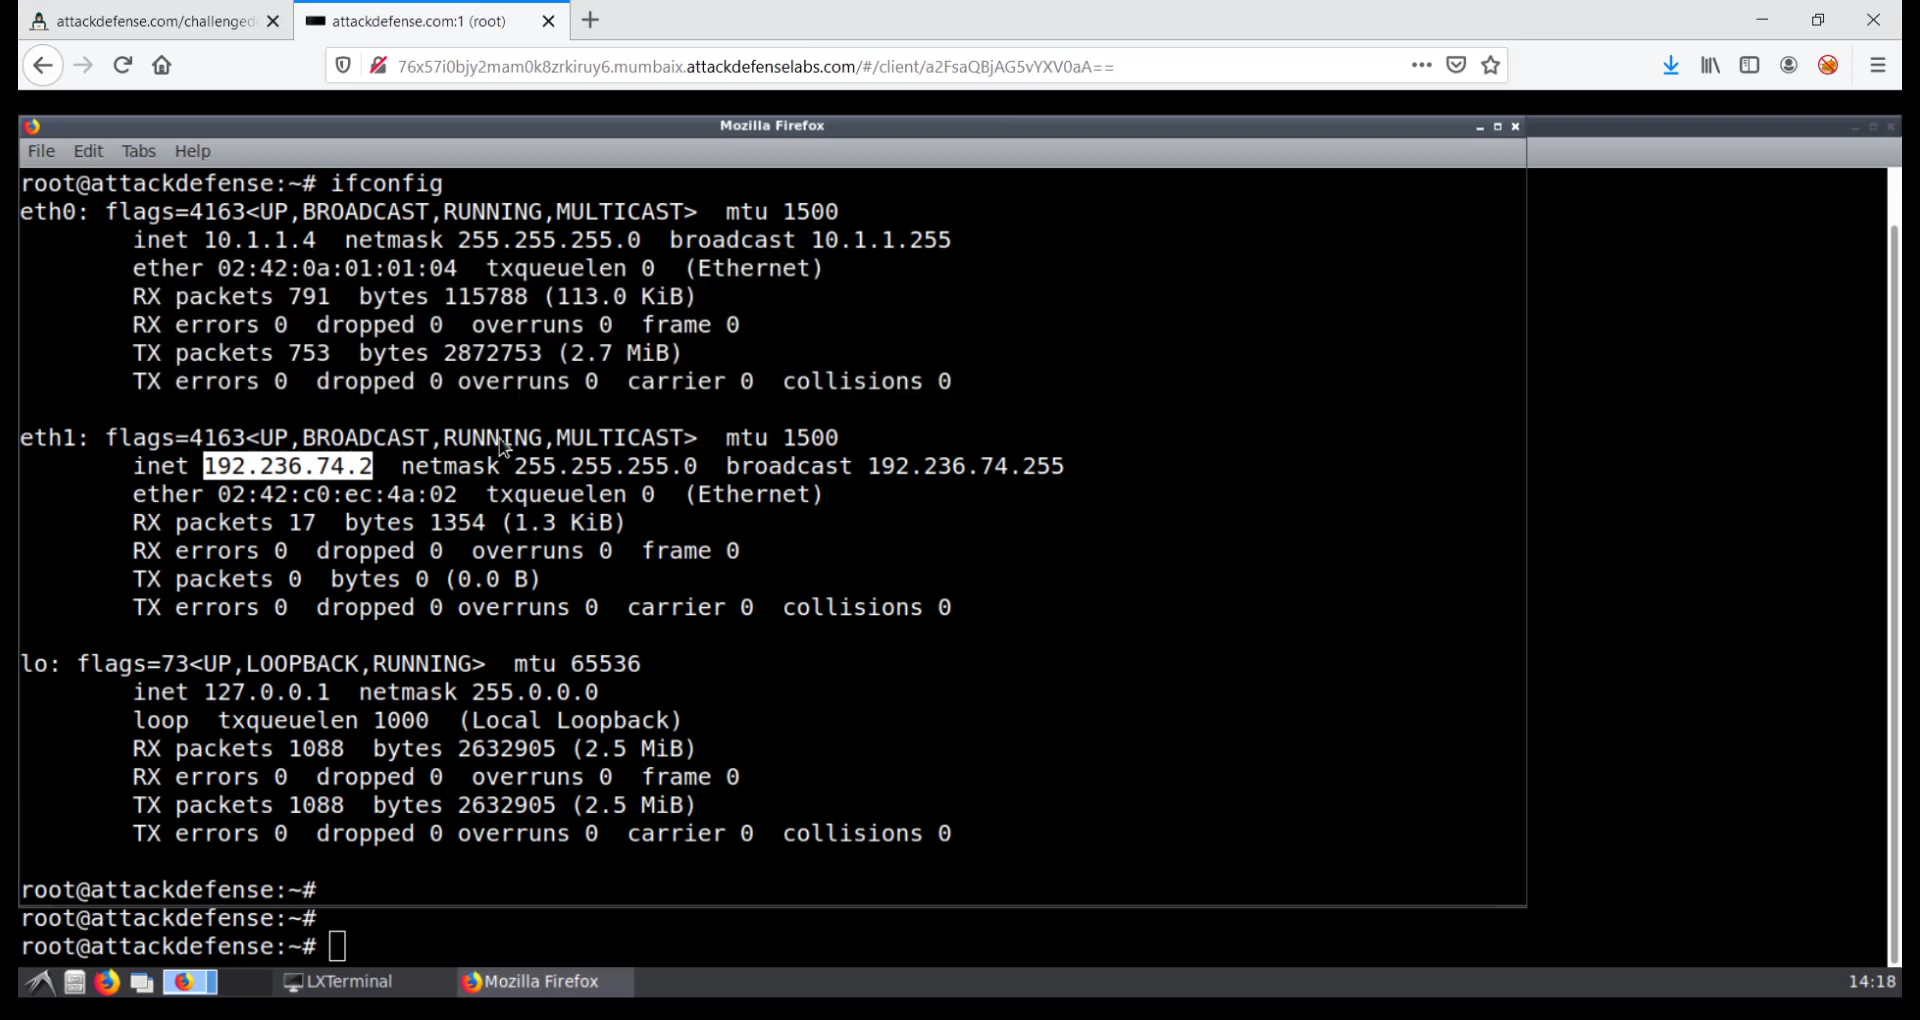 attackdefense.com/challenged
attackdefense.com:1 (root)
76x57i0bjy2mam0k8zrkiruy6.mumbaix.attackdefenselabs.com/#/client/a2FsaQBjAG5vYXV0aA==
Mozilla Firefox
File Edit Tabs Help
root@attackdefense:~# ifconfig
eth0: flags=4163<UP,BROADCAST,RUNNING,MULTICAST>  mtu 1500
        inet 10.1.1.4  netmask 255.255.255.0  broadcast 10.1.1.255
        ether 02:42:0a:01:01:04  txqueuelen 0  (Ethernet)
        RX packets 791  bytes 115788 (113.0 KiB)
        RX errors 0  dropped 0  overruns 0  frame 0
        TX packets 753  bytes 2872753 (2.7 MiB)
        TX errors 0  dropped 0 overruns 0  carrier 0  collisions 0
eth1: flags=4163<UP,BROADCAST,RUNNING,MULTICAST>  mtu 1500
        inet 192.236.74.2  netmask 255.255.255.0  broadcast 192.236.74.255
        ether 02:42:c0:ec:4a:02  txqueuelen 0  (Ethernet)
        RX packets 17  bytes 1354 (1.3 KiB)
        RX errors 0  dropped 0  overruns 0  frame 0
        TX packets 0  bytes 0 (0.0 B)
        TX errors 0  dropped 0 overruns 0  carrier 0  collisions 0
lo: flags=73<UP,LOOPBACK,RUNNING>  mtu 65536
        inet 127.0.0.1  netmask 255.0.0.0
        loop  txqueuelen 1000  (Local Loopback)
        RX packets 1088  bytes 2632905 (2.5 MiB)
        RX errors 0  dropped 0  overruns 0  frame 0
        TX packets 1088  bytes 2632905 (2.5 MiB)
        TX errors 0  dropped 0 overruns 0  carrier 0  collisions 0
root@attackdefense:~#
root@attackdefense:~#
root@attackdefense:~#
LXTerminal
Mozilla Firefox
14:18